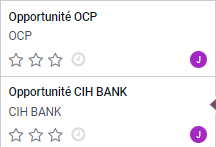 Opportunité OCP
OCP
J
Opportunité CIH BANK
CIH BANK
J